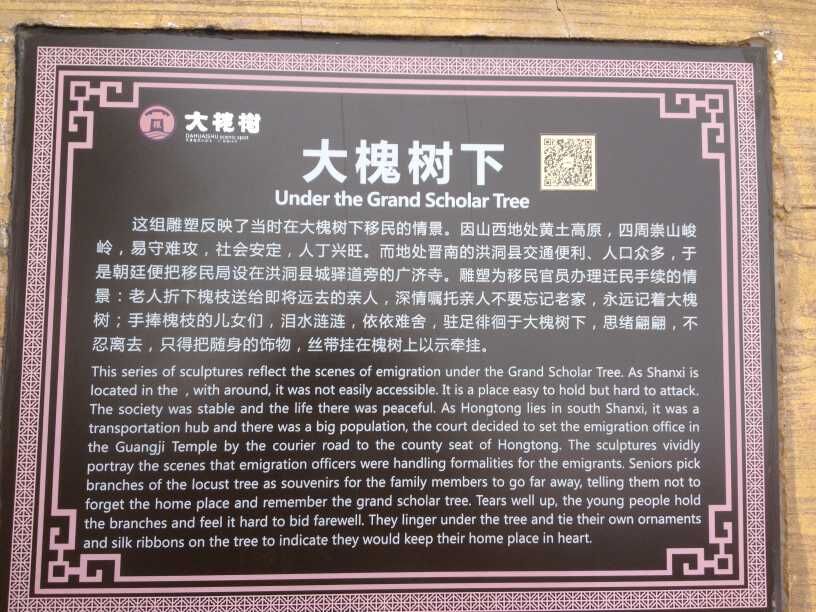 大槐树
DAHUAISHU scenic spot
大槐树下
Under the Grand Scholar Tree
这组雕塑反映了当时在大槐树下移民的情景。因山西地处黄土高原，四周崇山峻
岭，易守难攻，社会安定，人丁兴旺。而地处晋南的洪洞县交通便利、人口众多，于
是朝廷便把移民局设在洪洞县城驿道旁的广济寺。雕塑为移民官员办理迁民手续的情
景：老人折下槐枝送给即将远去的亲人，深情嘱托亲人不要忘记老家，永远记着大槐
树；手捧槐枝的儿女们，泪水涟涟，依依难舍，驻足徘徊于大槐树下，思绪翩翩，不
忍离去，只得把随身的饰物，丝带挂在槐树上以示牵挂。
This series of sculptures reflect the scenes of emigration under the Grand Scholar Tree. As Shanxi is
located in the , with around, it was not easily accessible. It is a place easy to hold but hard to attack.
The society was stable and the life there was peaceful. As Hongtong lies in south Shanxi, it was a
transportation hub and there was a big population, the court decided to set the emigration office in
the Guangji Temple by the courier road to the county seat of Hongtong. The sculptures vividly
portray the scenes that emigration officers were handling formalities for the emigrants. Seniors pick
branches of the locust tree as souvenirs for the family members to go far away, telling them not to
forget the home place and remember the grand scholar tree. Tears well up, the young people hold
the branches and feel it hard to bid farewell. They linger under the tree and tie their own ornaments
and silk ribbons on the tree to indicate they would keep their home place in heart.